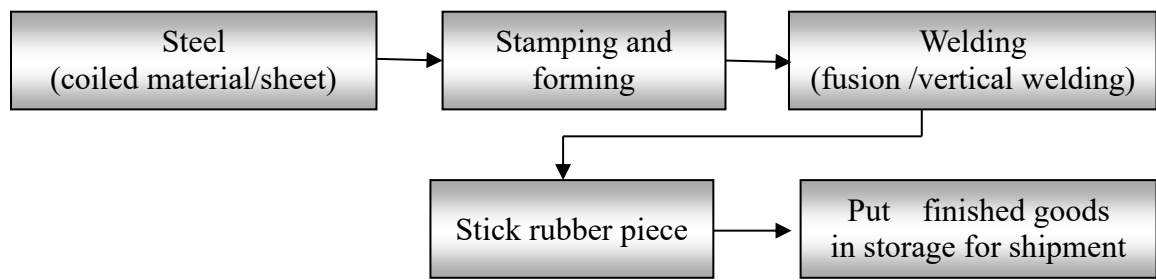 Steel
(coiled material/sheet)
Stamping and
forming
Welding
(fusion /vertical welding)
Stick rubber piece
Put finished goods
in storage for shipment